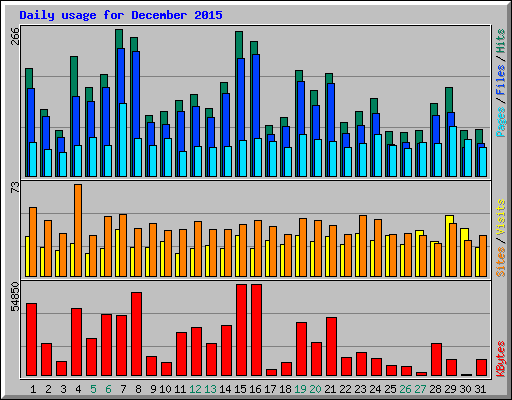 Daily usage for December 2015
266
Pages/Files/Hits
73
Sites/Visits
54850
KBytes
1 2 3 4 5 6 7 8 9 10 11 12 13 14 15 16 17 18 19 20 21 22 23 24 25 26 27 28 29 30 31